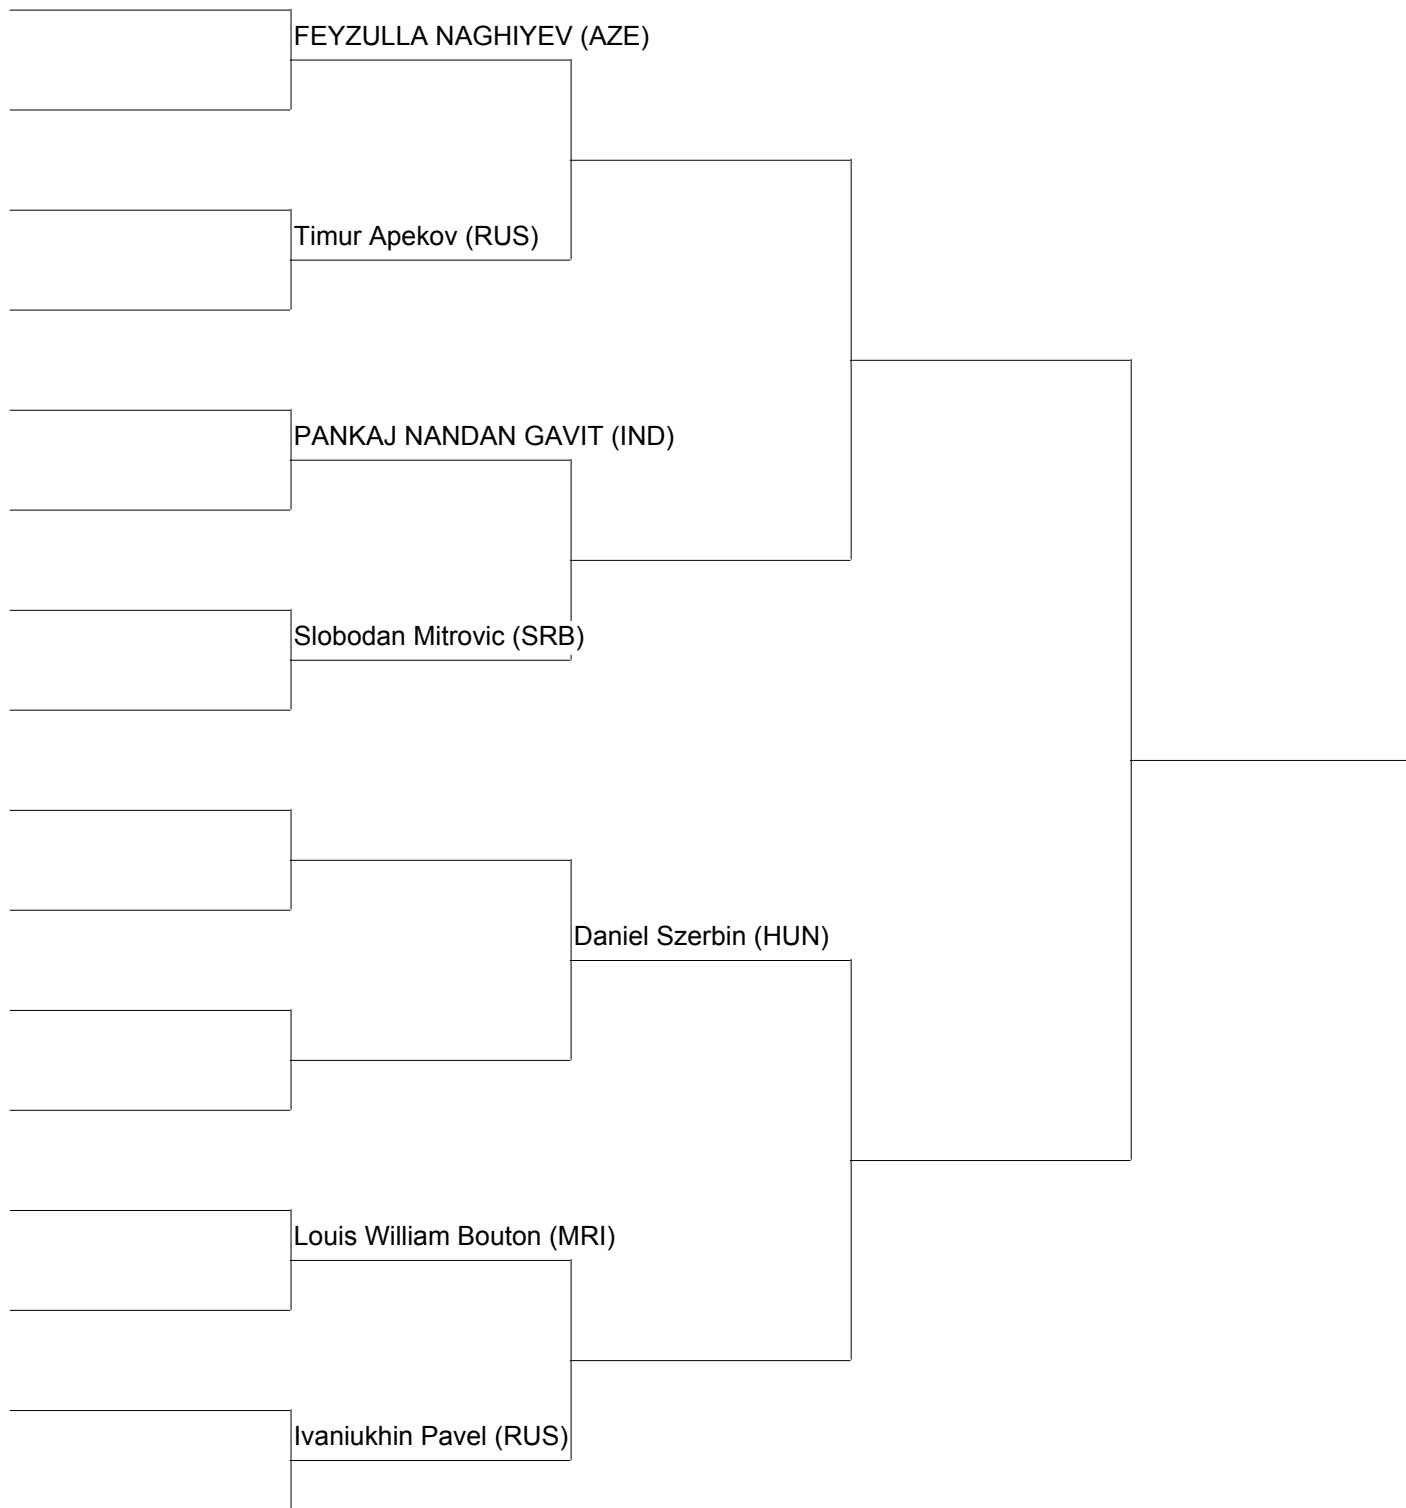 FEYZULLA NAGHIYEV (AZE)
Timur Apekov (RUS)
PANKAJ NANDAN GAVIT (IND)
Slobodan Mitrovic (SRB)
Daniel Szerbin (HUN)
Louis William Bouton (MRI)
Ivaniukhin Pavel (RUS)